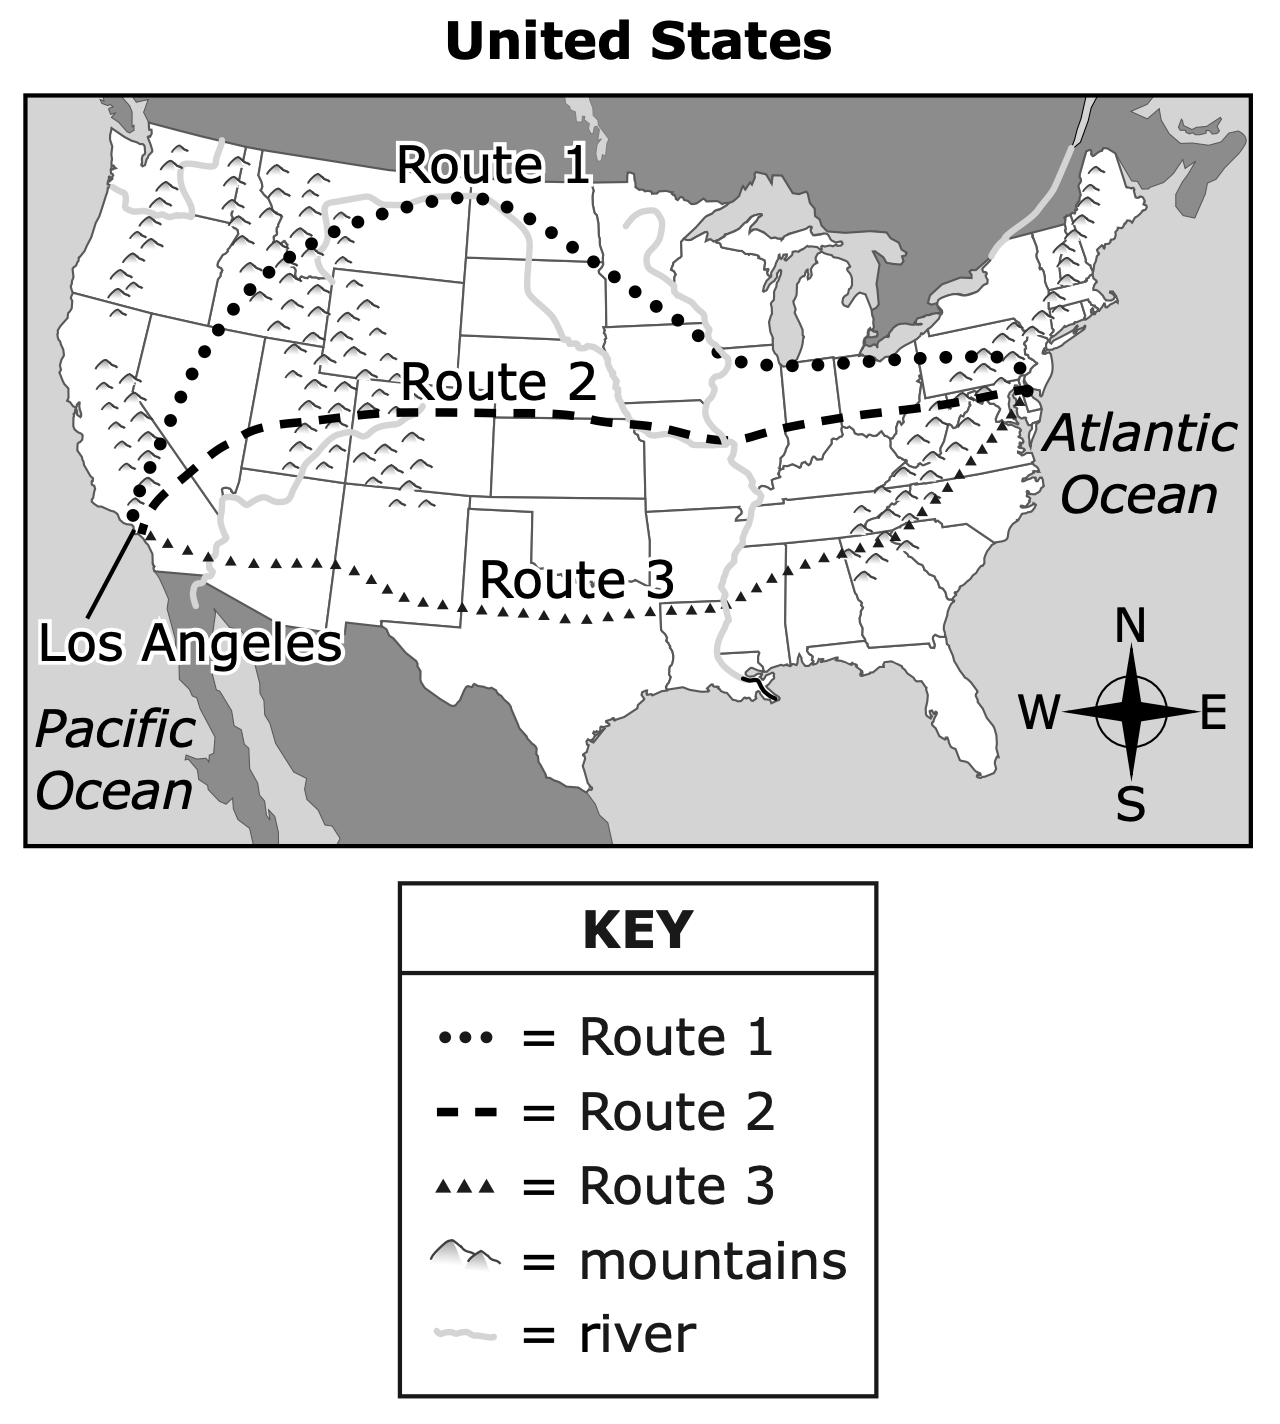 United States
Route 1
Route 2
Atlantic
Ocean
Route 3
Los Angeles
N
Pacific
Ocean
W E
S
KEY
= Route 1
= Route 2
= Route 3
= mountains
= river